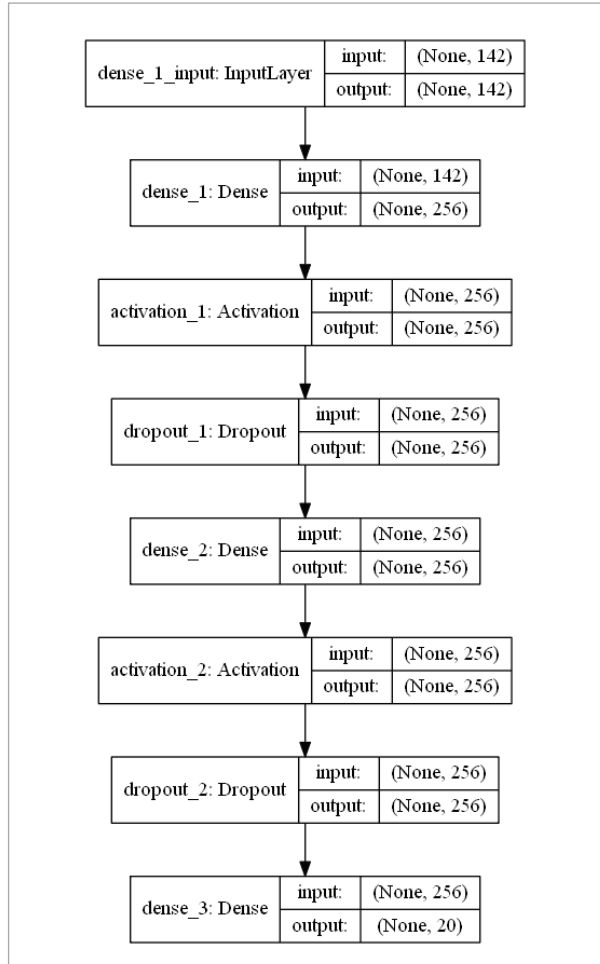 dense_1_input: InputLayer
input: (None, 142)
output: (None, 142)
dense_1: Dense
input: (None, 142)
output: (None, 256)
activation_1: Activation
input: (None, 256)
output: (None, 256)
dropout_1: Dropout
input: (None, 256)
output: (None, 256)
dense_2: Dense
input: (None, 256)
output: (None, 256)
activation_2: Activation
input: (None, 256)
output: (None, 256)
dropout_2: Dropout
input: (None, 256)
output: (None, 256)
dense_3: Dense
input: (None, 256)
output: (None, 20)